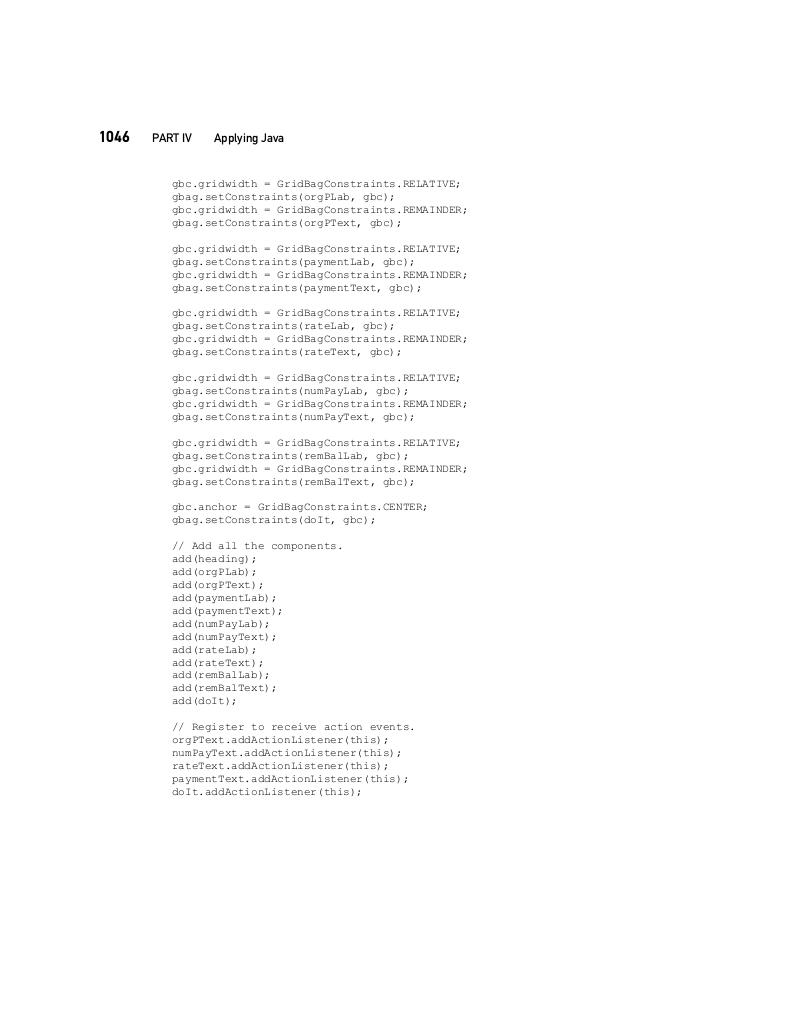 1046 PART IV Applying Java
gbc.gridwidth = GridBagConstraints.RELATIVE;
gbag.setConstraints(orgPLab, gbc);
gbc.gridwidth = GridBagConstraints.REMAINDER;
gbag.setConstraints(orgPText, gbc);
gbc.gridwidth = GridBagConstraints.RELATIVE;
gbag.setConstraints(paymentLab, gbc);
gbc.gridwidth = GridBagConstraints.REMAINDER;
gbag.setConstraints(paymentText, gbc);
gbc.gridwidth = GridBagConstraints.RELATIVE;
gbag.setConstraints(rateLab, gbc);
gbc.gridwidth = GridBagConstraints.REMAINDER;
gbag.setConstraints(rateText, gbc);
gbc.gridwidth = GridBagConstraints.RELATIVE;
gbag.setConstraints(numPayLab, gbc);
gbc.gridwidth = GridBagConstraints.REMAINDER;
gbag.setConstraints(numPayText, gbc);
gbc.gridwidth = GridBagConstraints.RELATIVE;
gbag.setConstraints(remBalLab, gbc);
gbc.gridwidth = GridBagConstraints.REMAINDER;
gbag.setConstraints(remBalText, gbc);
gbc.anchor = GridBagConstraints.CENTER;
gbag.setConstraints(doIt, gbc);
// Add all the components.
add(heading);
add(orgPLab);
add(orgPText);
add(paymentLab);
add(paymentText);
add(numPayLab);
add(numPayText);
add(rateLab);
add(rateText);
add(remBalLab);
add(remBalText);
add(doIt);
// Register to receive action events.
orgPText.addActionListener(this);
numPayText.addActionListener(this);
rateText.addActionListener(this);
paymentText.addActionListener(this);
doIt.addActionListener(this);